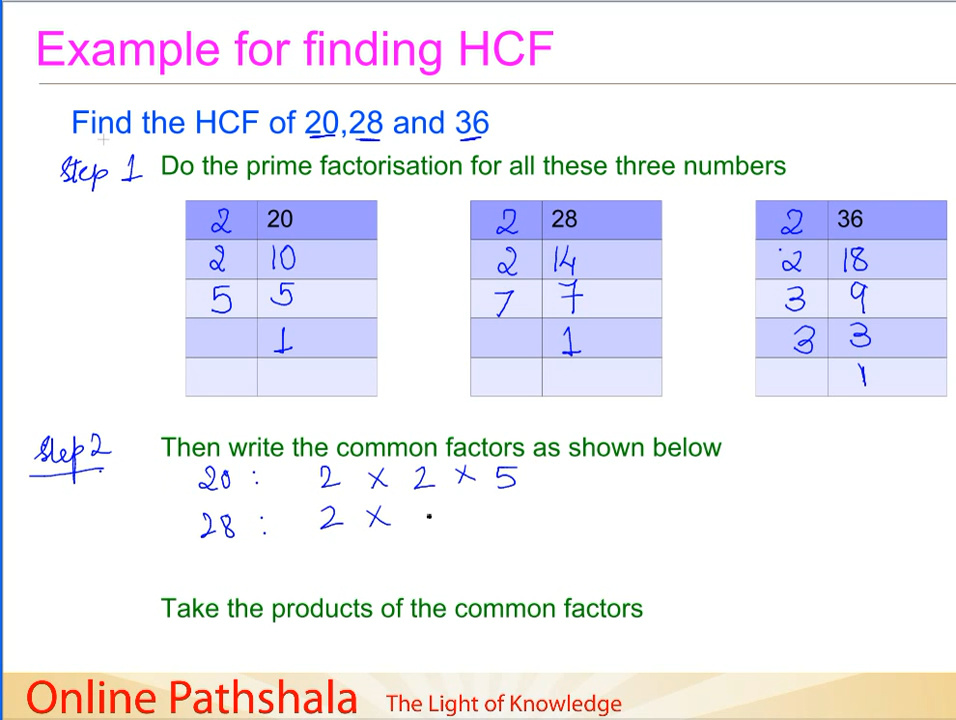 Example for finding HCF
Find the HCF of 20,28 and 36
Step 1 Do the prime factorisation for all these three numbers
2 20 2 28 2 36
2 10 2 14 2 18
5 5 7 7 3 9
1 1 3 3
1
Step 2 Then write the common factors as shown below
20 : 2 × 2 × 5
28 : 2 ×
Take the products of the common factors
Online Pathshala The Light of Knowledge